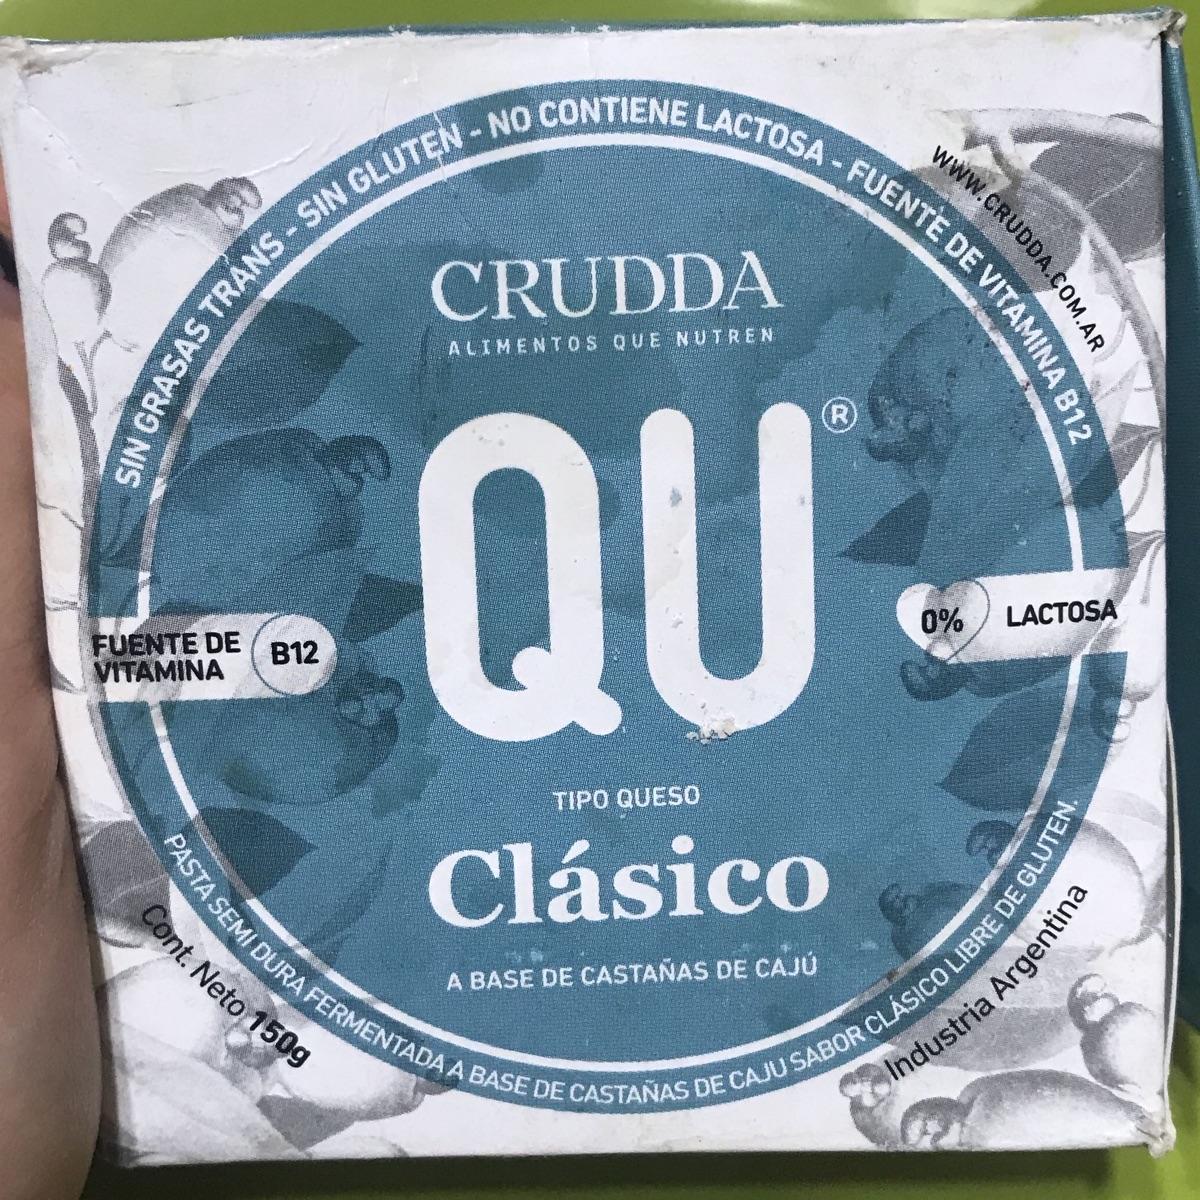 SIN GRASAS TRANS - SIN GLUTEN - NO CONTIENE LACTOSA - FUENTE DE VITAMINA B12
WWW.CRUDDA.COM.AR
CRUDDA
ALIMENTOS QUE NUTREN
QU®
FUENTE DE
VITAMINA
B12
0% LACTOSA
TIPO QUESO
Clásico
A BASE DE CASTAÑAS DE CAJÚ
PASTA SEMI DURA FERMENTADA A BASE DE CASTAÑAS DE CAJU SABOR CLÁSICO LIBRE DE GLUTEN.
Cont. Neto 150g
Industria Argentina